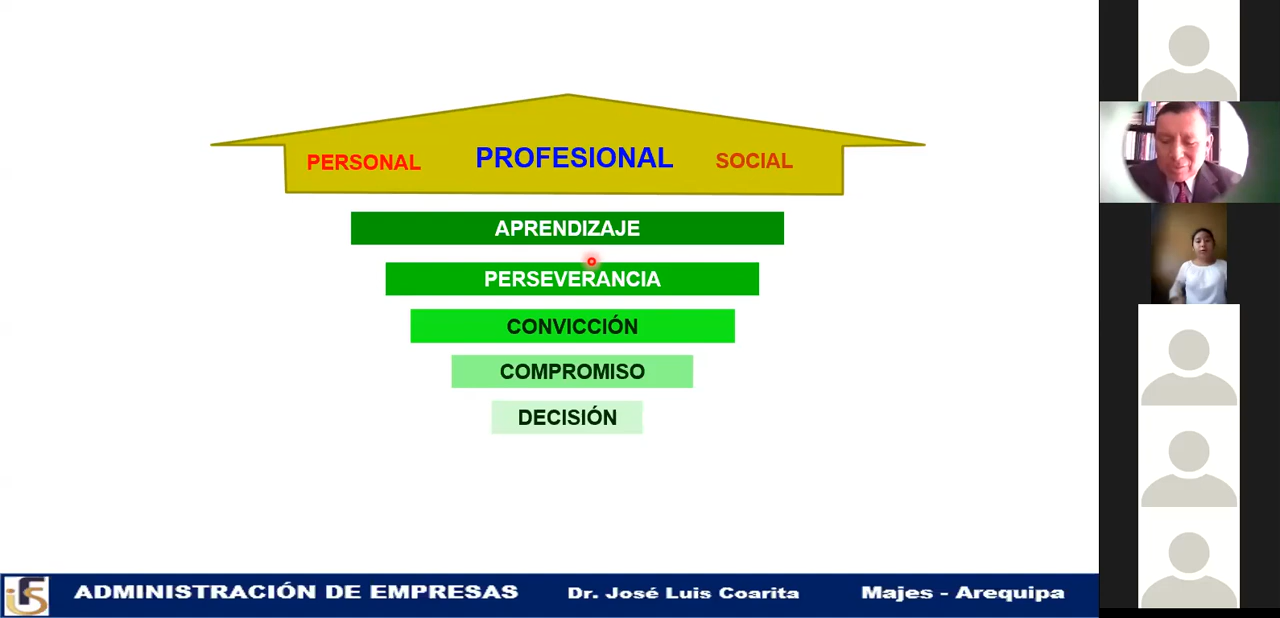 PERSONAL PROFESIONAL SOCIAL
APRENDIZAJE
PERSEVERANCIA
CONVICCIÓN
COMPROMISO
DECISIÓN
ADMINISTRACIÓN DE EMPRESAS Dr. José Luis Coarita Majes - Arequipa